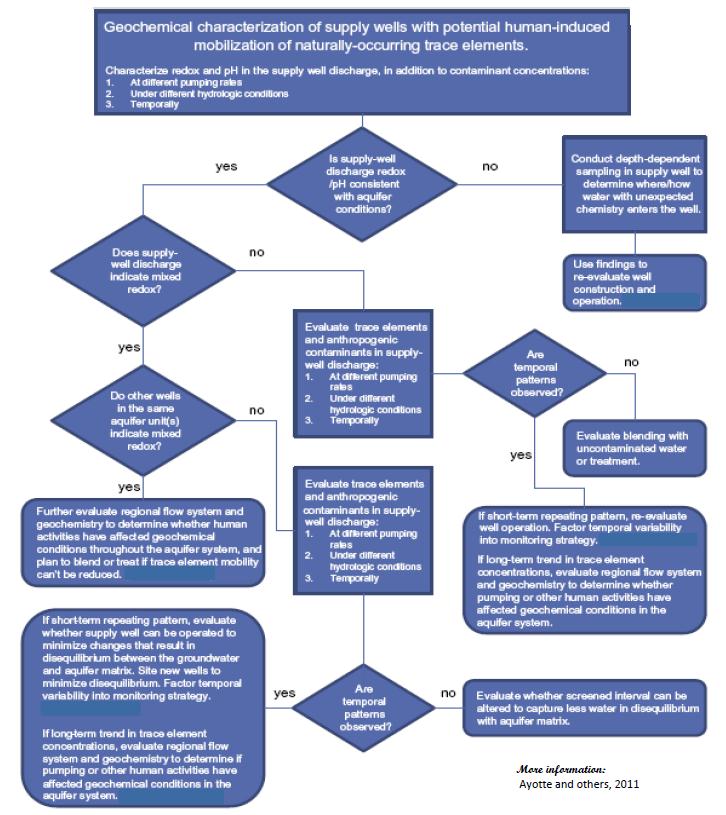 Geochemical characterization of supply wells with potential human-induced
mobilization of naturally-occurring trace elements.
Characterize redox and pH in the supply well discharge, in addition to contaminant concentrations:
1. At different pumping rates
2. Under different hydrologic conditions
3. Temporally
Is supply-well
discharge redox
/pH consistent
with aquifer
conditions?
yes
no
Conduct depth-dependent
sampling in supply well to
determine where/how
water with unexpected
chemistry enters the well.
Use findings to
re-evaluate well
construction and
operation.
Does supply-
well discharge
indicate mixed
redox?
no
yes
Evaluate trace elements
and anthropogenic
contaminants in supply-
well discharge:
1. At different pumping
rates
2. Under different
hydrologic conditions
3. Temporally
Are
temporal
patterns
observed?
no
Evaluate blending with
uncontaminated water
or treatment.
yes
If short-term repeating pattern, re-evaluate
well operation. Factor temporal variability
into monitoring strategy.
If long-term trend in trace element
concentrations, evaluate regional flow system
and geochemistry to determine whether
pumping or other human activities have
affected geochemical conditions in the
aquifer system.
Do other wells
in the same
aquifer unit(s)
indicate mixed
redox?
no
yes
Further evaluate regional flow system and
geochemistry to determine whether human
activities have affected geochemical
conditions throughout the aquifer system, and
plan to blend or treat if trace element mobility
can't be reduced.
Evaluate trace elements
and anthropogenic
contaminants in supply-
well discharge:
1. At different pumping
rates
2. Under different
hydrologic conditions
3. Temporally
Are
temporal
patterns
observed?
yes
If short-term repeating pattern, evaluate
whether supply well can be operated to
minimize changes that result in
disequilibrium between the groundwater
and aquifer matrix. Site new wells to
minimize disequilibrium. Factor temporal
variability into monitoring strategy.
If long-term trend in trace element
concentrations, evaluate regional flow
system and geochemistry to determine if
pumping or other human activities have
affected geochemical conditions in the
aquifer system.
no
Evaluate whether screened interval can be
altered to capture less water in disequilibrium
with aquifer matrix.
More information:
Ayotte and others, 2011